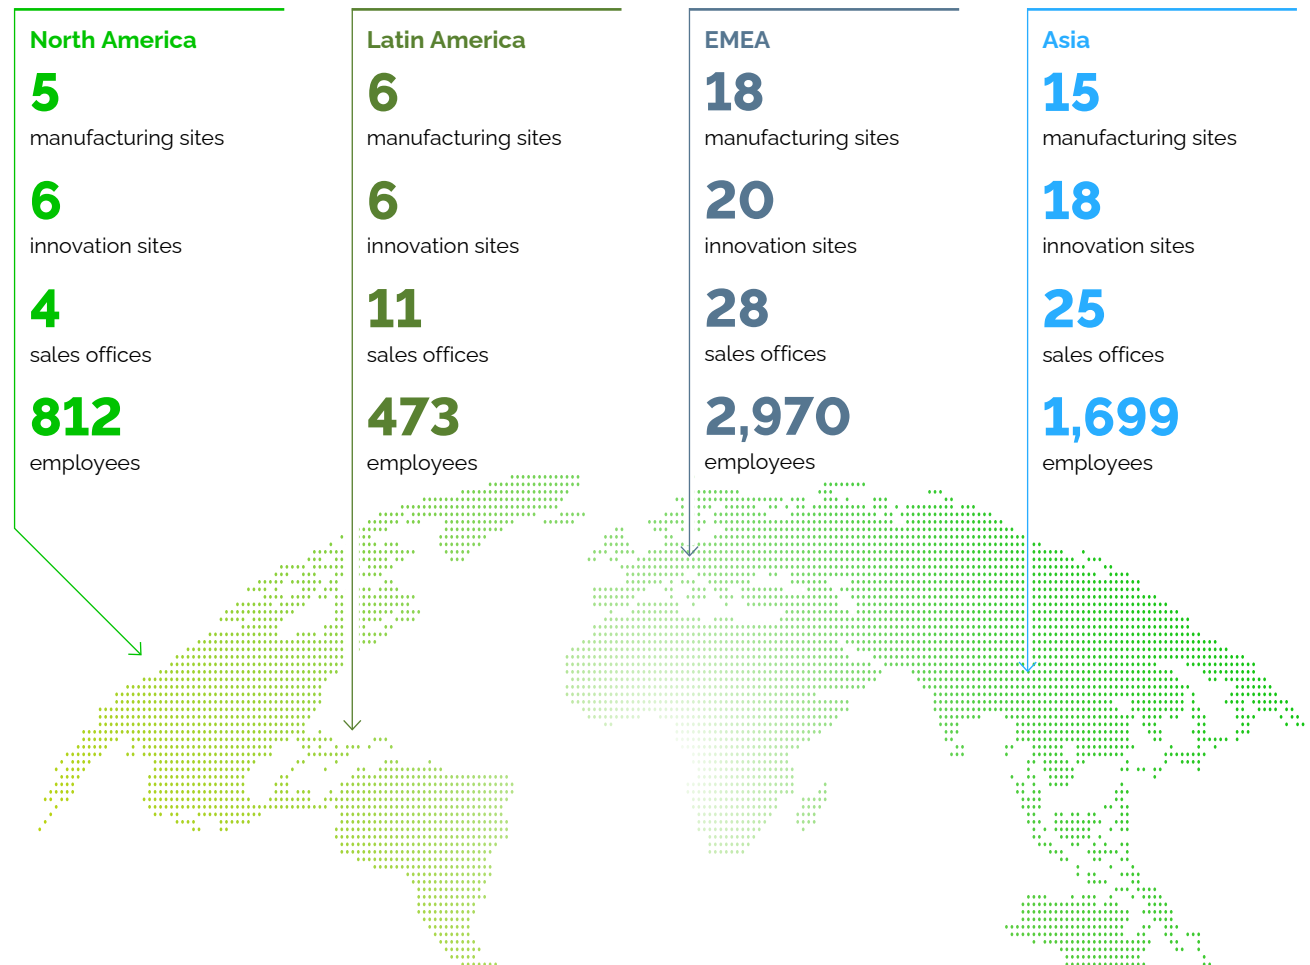 North America
5
manufacturing sites
6
innovation sites
4
sales offices
812
employees
Latin America
6
manufacturing sites
6
innovation sites
11
sales offices
473
employees
EMEA
18
manufacturing sites
20
innovation sites
28
sales offices
2,970
employees
Asia
15
manufacturing sites
18
innovation sites
25
sales offices
1,699
employees